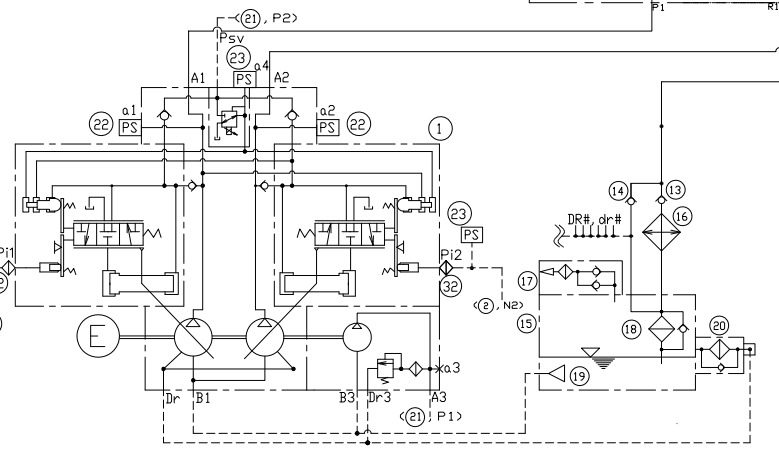 P1
R1
(21, P2)
Psv
23
a4
A1
PS
A2
a1
a2
22
PS
PS
22
1
14
13
DR#, dr#
16
23
PS
Pi1
Pi2
17
32
(2, N2)
15
18
20
E
19
a3
Dr
B1
B3
Dr3
A3
(21, P1)